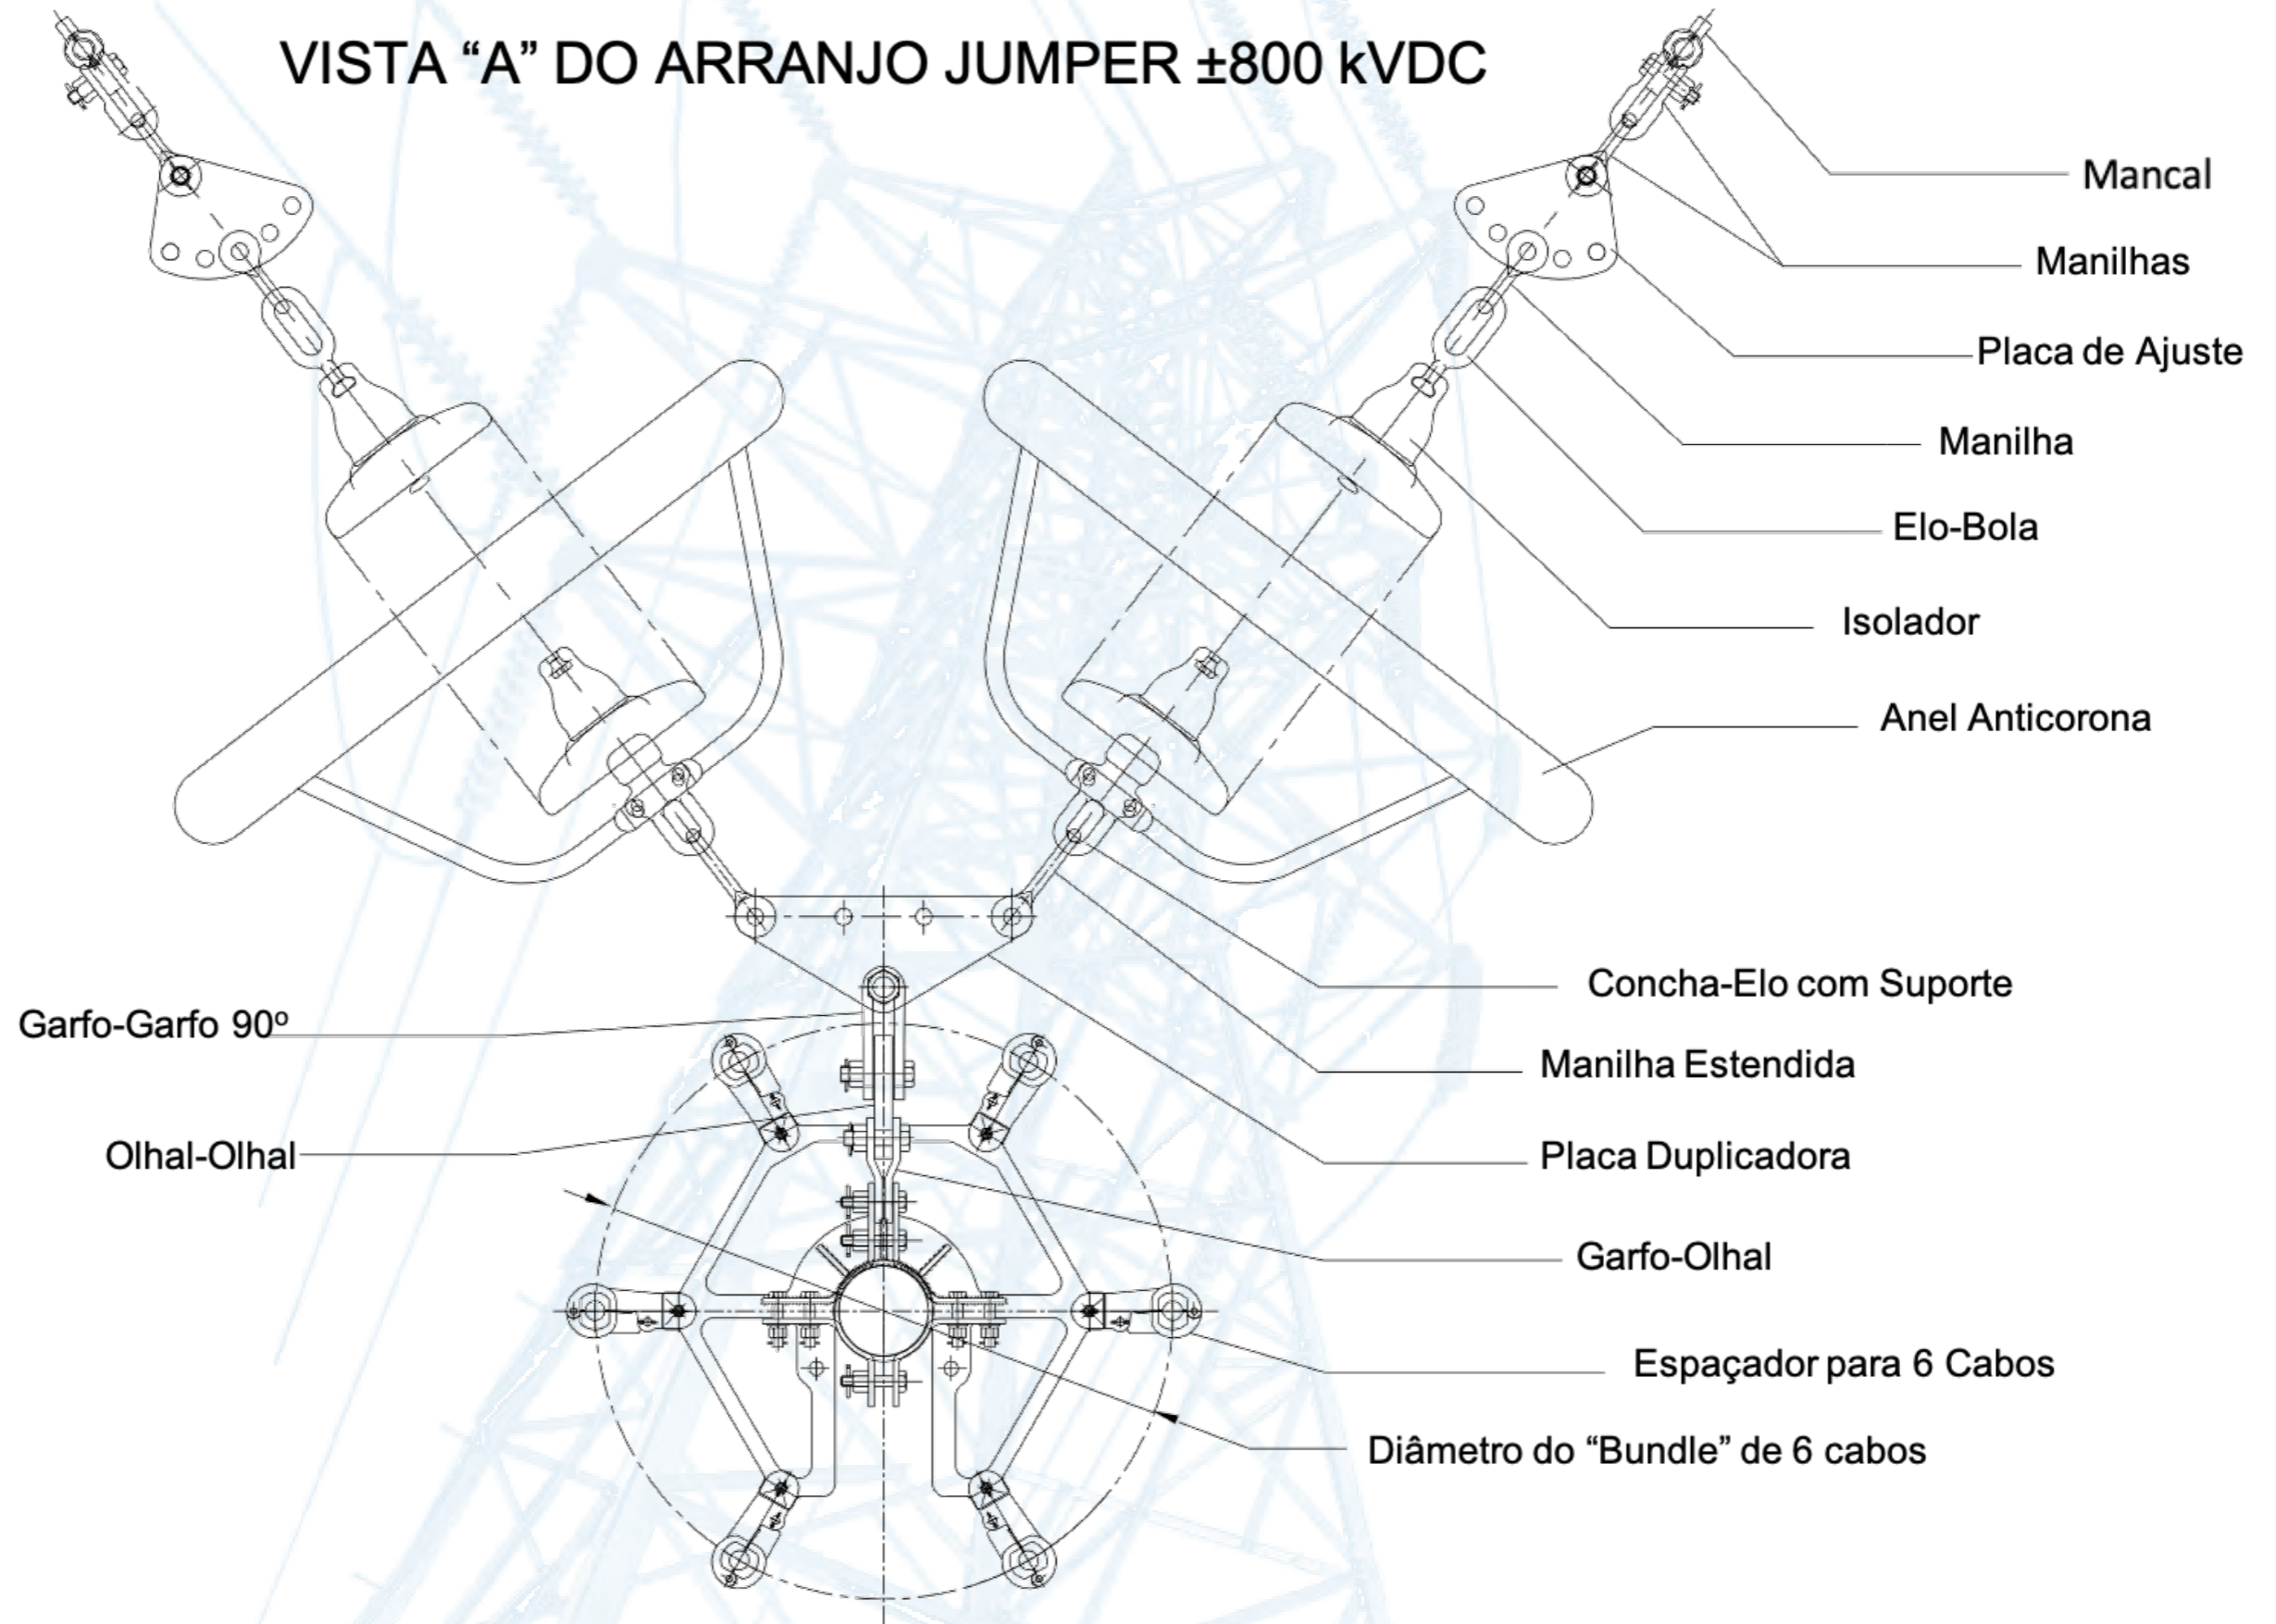 VISTA “A” DO ARRANJO JUMPER ±800 kVDC
Mancal
Manilhas
Placa de Ajuste
Manilha
Elo-Bola
Isolador
Anel Anticorona
Concha-Elo com Suporte
Garfo-Garfo 90º
Manilha Estendida
Olhal-Olhal
Placa Duplicadora
Garfo-Olhal
Espaçador para 6 Cabos
Diâmetro do “Bundle” de 6 cabos